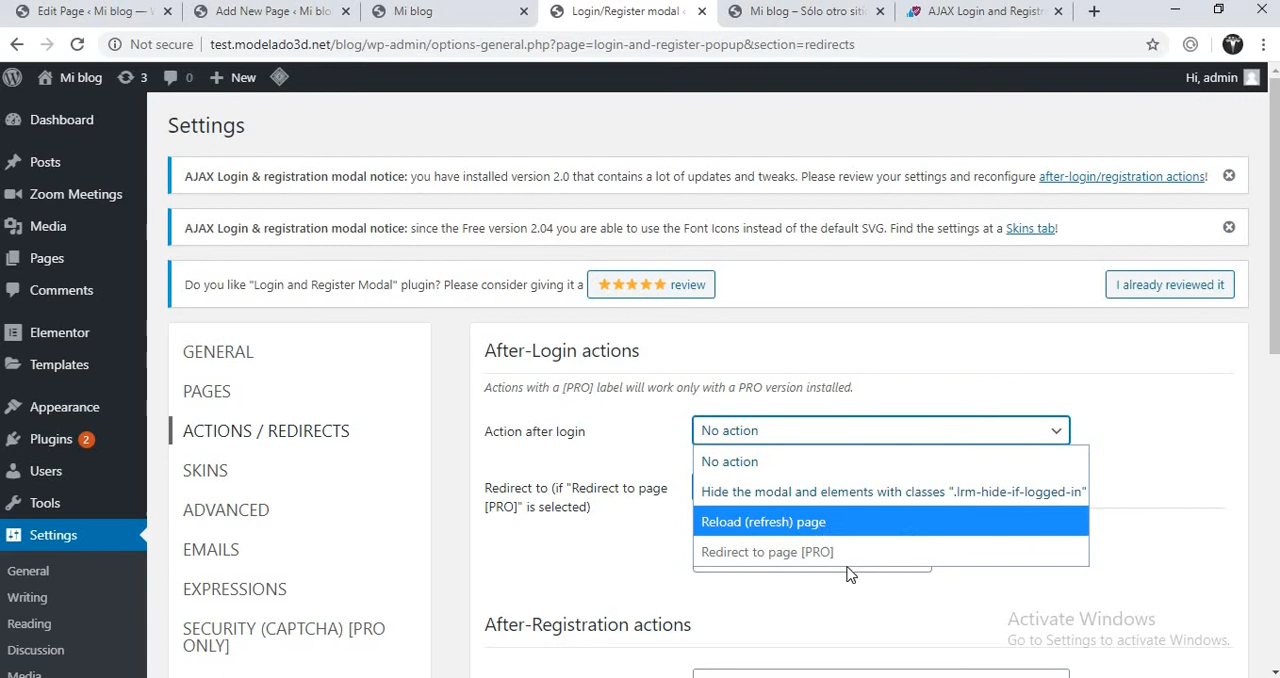 Edit Page ‹ Mi blog —
Add New Page ‹ Mi blo
Mi blog
Login/Register modal ‹
Mi blog – Sólo otro siti
AJAX Login and Registr
Not secure
test.modelado3d.net/blog/wp-admin/options-general.php?page=login-and-register-popup&section=redirects
Mi blog
3
0
New
Hi, admin
Dashboard
Posts
Zoom Meetings
Media
Pages
Comments
Elementor
Templates
Appearance
Plugins 2
Users
Tools
Settings
General
Writing
Reading
Discussion
Media
Settings
AJAX Login & registration modal notice: you have installed version 2.0 that contains a lot of updates and tweaks. Please review your settings and reconfigure after-login/registration actions!
AJAX Login & registration modal notice: since the Free version 2.04 you are able to use the Font Icons instead of the default SVG. Find the settings at a Skins tab!
Do you like "Login and Register Modal" plugin? Please consider giving it a
review
I already reviewed it
GENERAL
PAGES
ACTIONS / REDIRECTS
SKINS
ADVANCED
EMAILS
EXPRESSIONS
SECURITY (CAPTCHA) [PRO
ONLY]
After-Login actions
Actions with a [PRO] label will work only with a PRO version installed.
Action after login
No action
No action
Hide the modal and elements with classes ".lrm-hide-if-logged-in"
Reload (refresh) page
Redirect to page [PRO]
Redirect to (if "Redirect to page
[PRO]" is selected)
After-Registration actions
Activate Windows
Go to Settings to activate Windows.